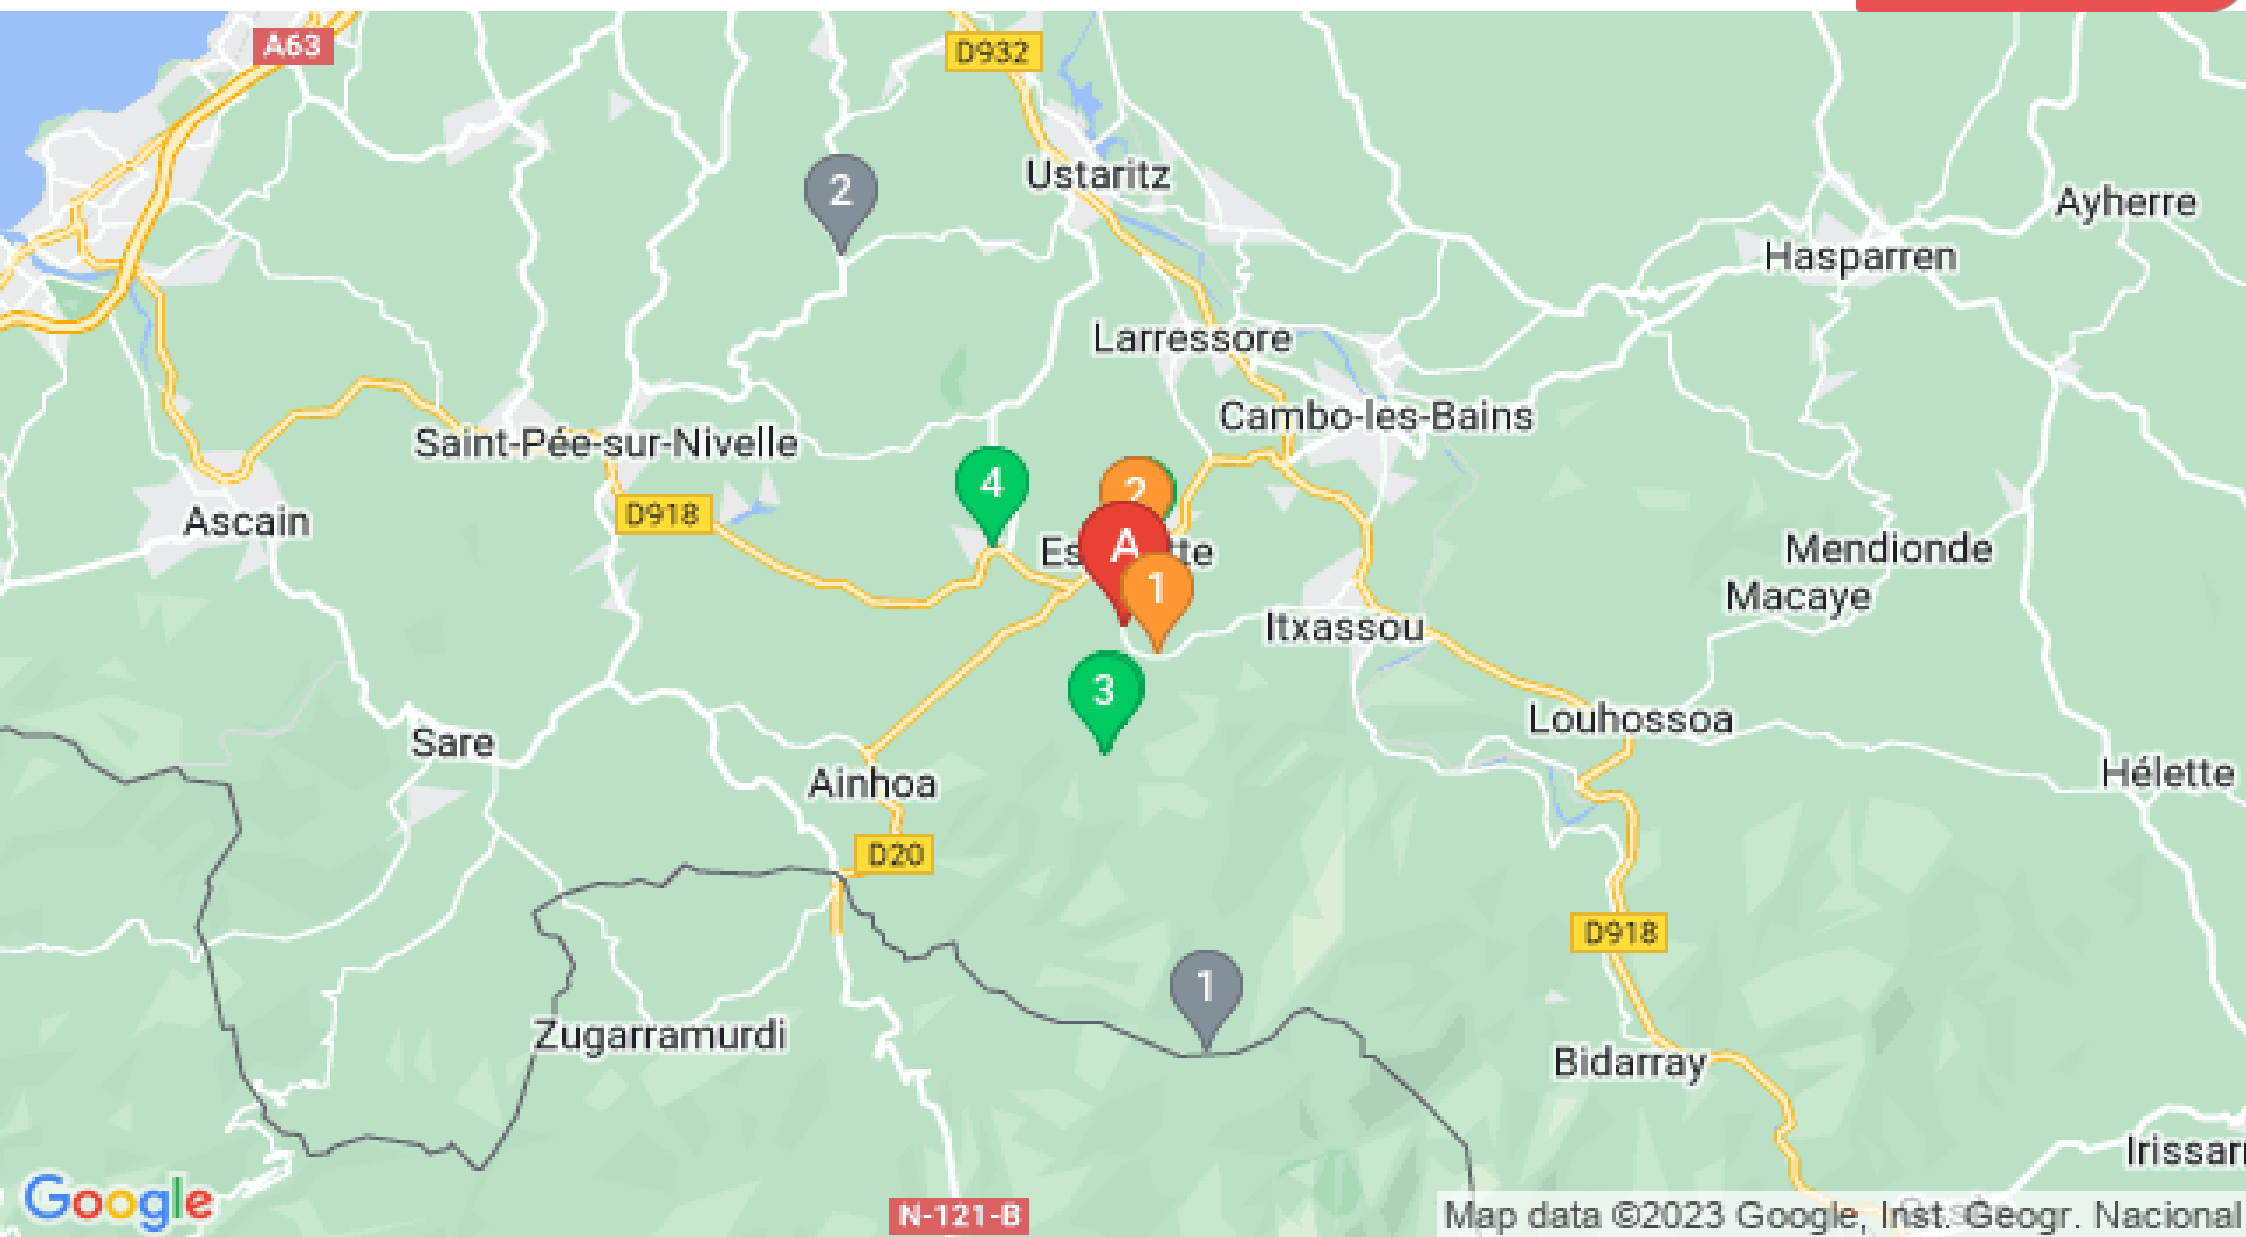 A63
D932
Ustaritz
2
Ayherre
Hasparren
Larressore
Cambo-les-Bains
Saint-Pée-sur-Nivelle
4
2
D918
Ascain
A
Mendionde
1
Macaye
Itxassou
3
Louhossoa
Sare
Ainhoa
Hélette
D20
D918
1
Zugarramurdi
Bidarray
Google
N-121-B
Map data ©2023 Google, Inst. Geogr. Nacional